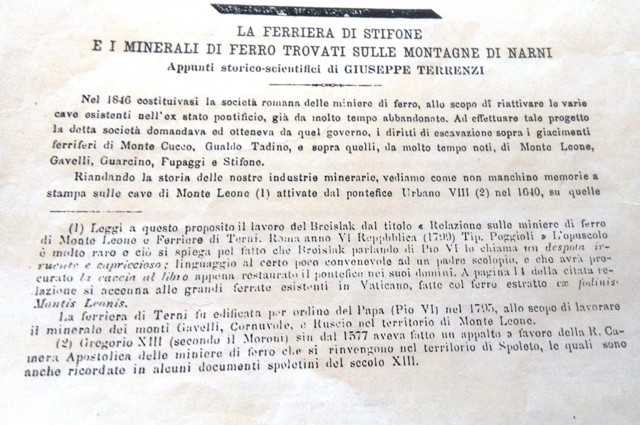 LA FERRIERA DI STIFONE
E I MINERALI DI FERRO TROVATI SULLE MONTAGNE DI NARNI
Appunti storico-scientifici di GIUSEPPE TERRENZI
Nel 1846 costituivasi la società romana delle miniere di ferro, allo scopo di riattivare le varie
cave esistenti nell'ex stato pontificio, già da molto tempo abbandonate. Ad effettuare tale progetto
la detta società domandava ed otteneva da quel governo, i diritti di escavazione sopra i giacimenti
ferriferi di Monte Cucco, Gualdo Tadino, e sopra quelli, da molto tempo noti, di Monte Leone,
Gavelli, Guarcino, Fupaggi e Stifone.
Riandando la storia delle nostre industrie minerarie, vediamo come non manchino memorie a
stampa sulle cave di Monte Leone (1) attivate dal pontefice Urbano VIII (2) nel 1640, su quelle
(1) Leggi a questo proposito il lavoro del Breislak dal titolo « Relazione sulle miniere di ferro
di Monte Leone e Ferriere di Terni. Roma anno VI Reppbblica (1799) Tip. Poggioli » L'opuscolo
è molto raro e ciò si spiega pel fatto che Breislak parlando di Pio VI lo chiama un despota ir-
ruente e capriccioso; linguaggio al certo poco convenevole ad un padre scolopio, e che avrà pro-
curato la caccia al libro appena restaurato il pontefice nei suoi domini. A pagina 14 della citata re-
lazione si accenna alle grandi ferrate esistenti in Vaticano, fatte col ferro estratto ex fodinis
Montis Leonis.
La ferriera di Terni fu edificata per ordine del Papa (Pio VI) nel 1795, allo scopo di lavorare
il minerale dei monti Gavelli, Cornuvole, e Ruscio nel territorio di Monte Leone.
(2) Gregorio XIII (secondo il Moroni) sin dal 1577 aveva fatto un appalto a favore della R. Ca-
mera Apostolica delle miniere di ferro che si rinvengono nel territorio di Spoleto, le quali sono
anche ricordate in alcuni documenti spoletini del secolo XIII.